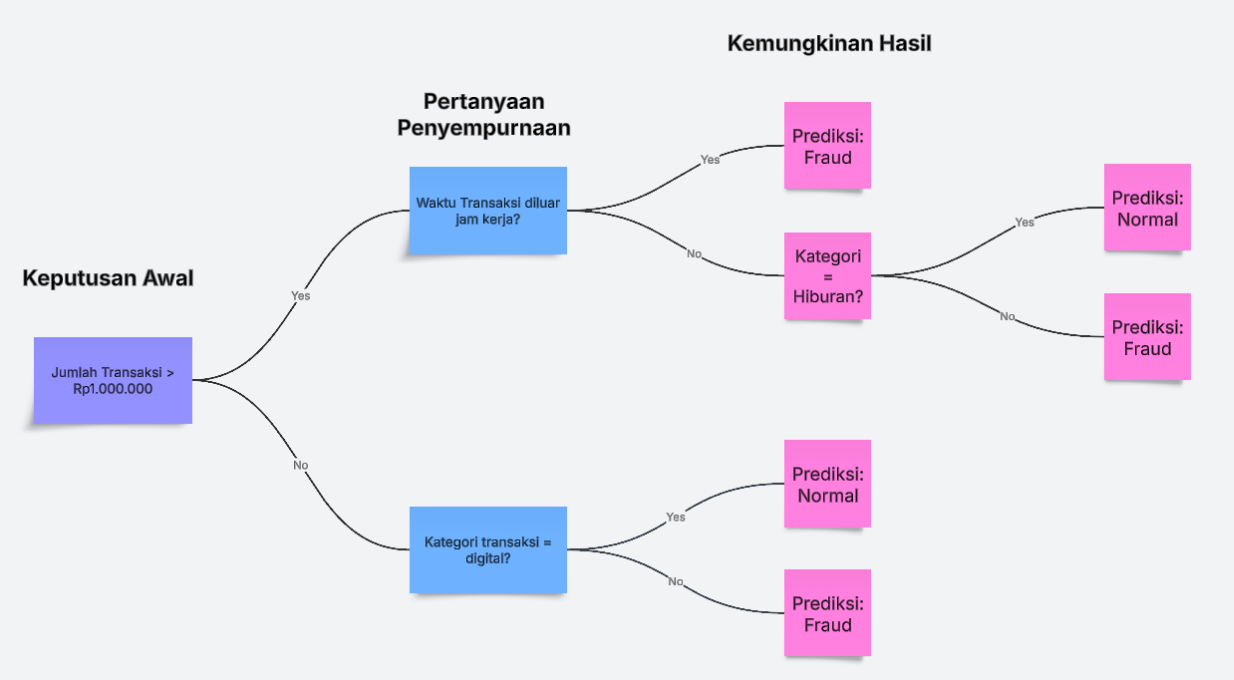 Kemungkinan Hasil
Pertanyaan
Penyempurnaan
Keputusan Awal
Jumlah Transaksi >
Rp1.000.000
Yes
No
Waktu Transaksi diluar
jam kerja?
Yes
No
Prediksi:
Fraud
Kategori
=
Hiburan?
Yes
No
Prediksi:
Normal
Prediksi:
Fraud
Kategori transaksi =
digital?
Yes
No
Prediksi:
Normal
Prediksi:
Fraud